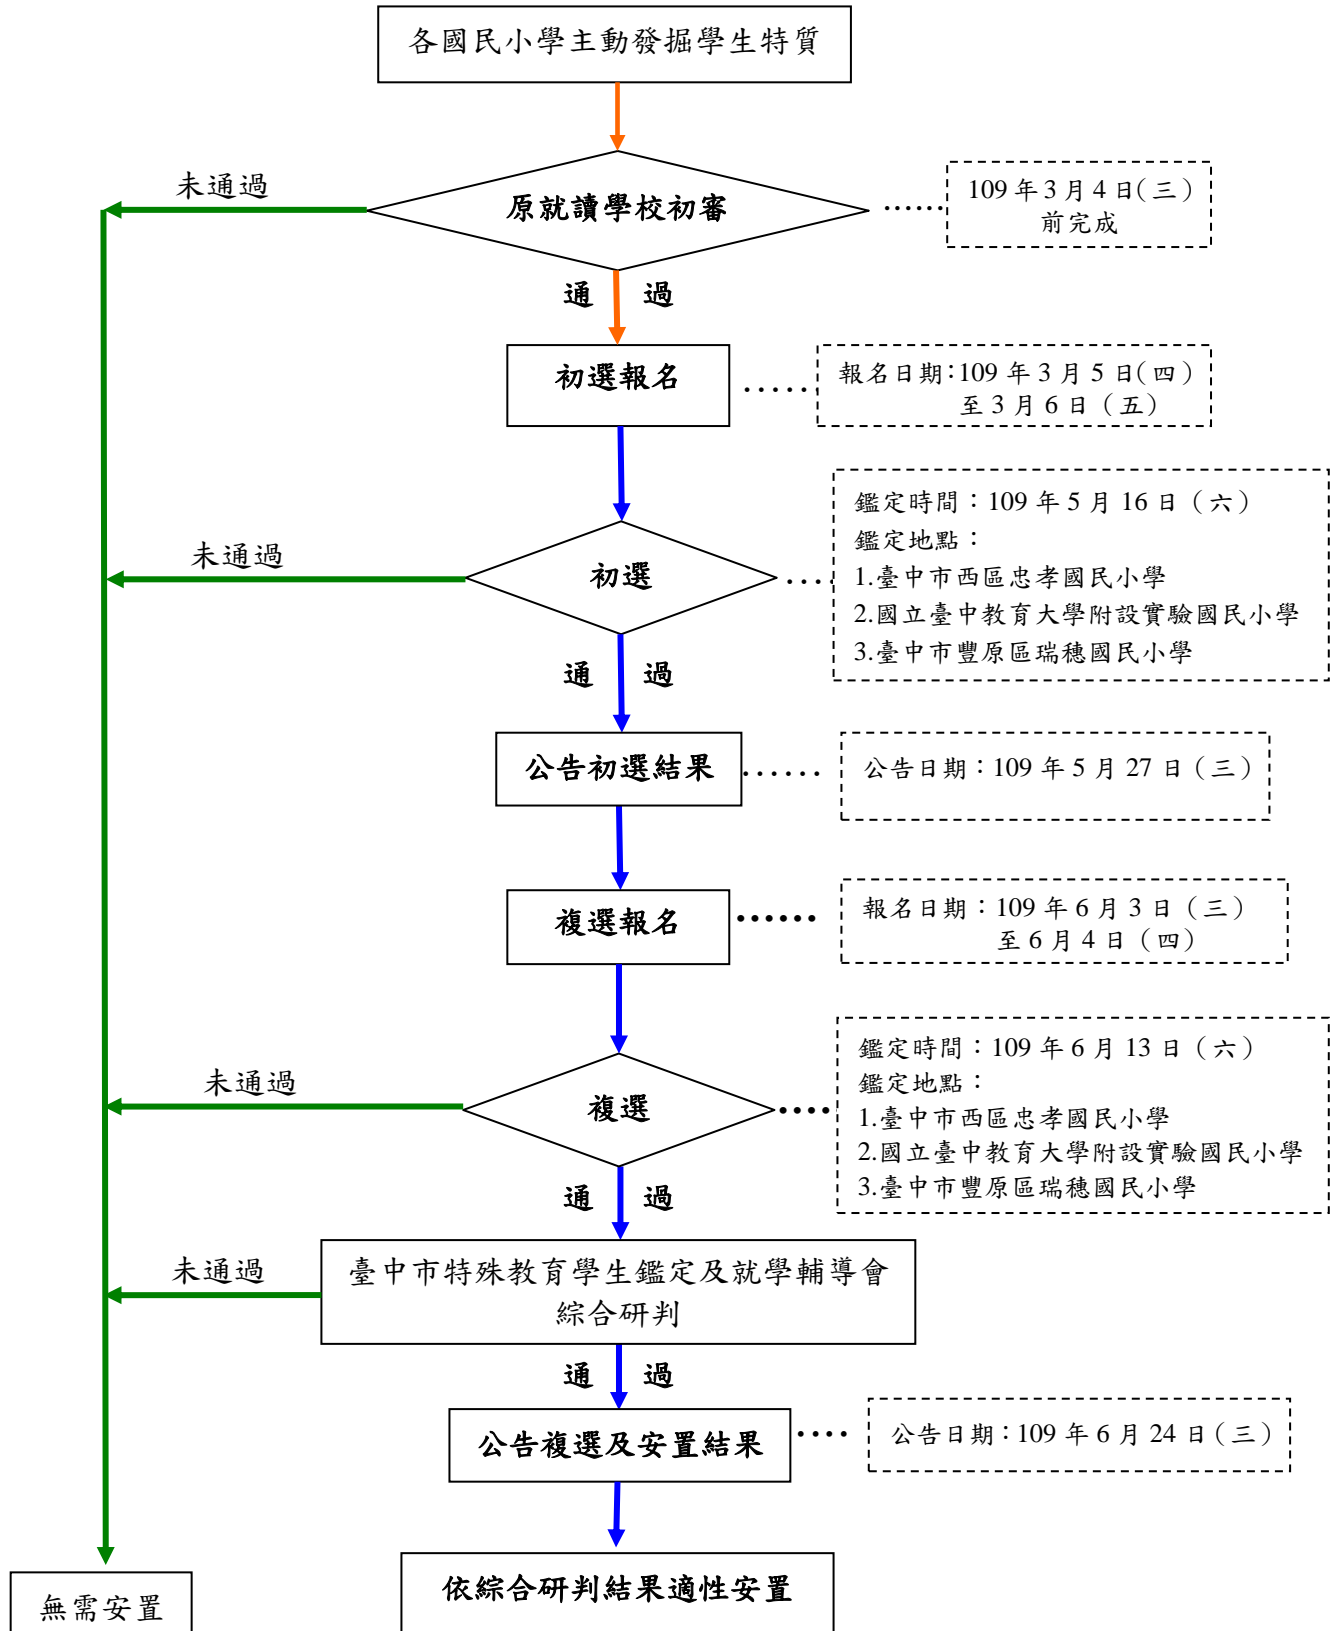 各國民小學主動發掘學生特質
未通過
原就讀學校初審
109 年 3 月 4 日(三)
前完成
通 過
初選報名
報名日期:109 年 3 月 5 日(四)
至 3 月 6 日（五）
鑑定時間：109 年 5 月 16 日（六）
鑑定地點：
1.臺中市西區忠孝國民小學
2.國立臺中教育大學附設實驗國民小學
3.臺中市豐原區瑞穗國民小學
未通過
初選
通 過
公告初選結果
公告日期：109 年 5 月 27 日（三）
複選報名
報名日期：109 年 6 月 3 日（三）
至 6 月 4 日（四）
鑑定時間：109 年 6 月 13 日（六）
鑑定地點：
1.臺中市西區忠孝國民小學
2.國立臺中教育大學附設實驗國民小學
3.臺中市豐原區瑞穗國民小學
未通過
複選
通 過
未通過
臺中市特殊教育學生鑑定及就學輔導會
綜合研判
通 過
公告複選及安置結果
公告日期:109 年 6 月 24 日(三)
無需安置
依綜合研判結果適性安置